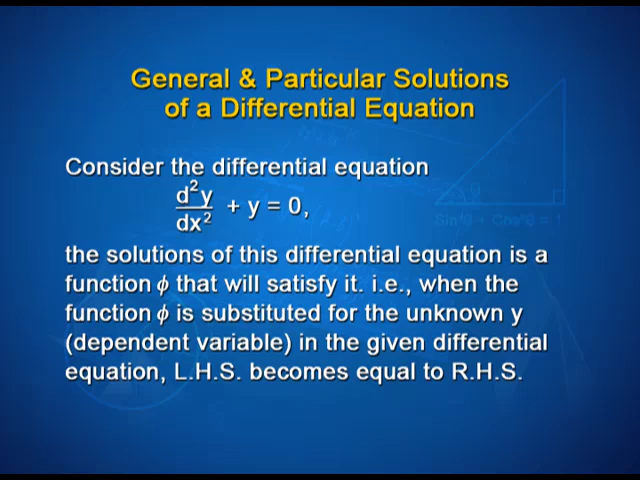 General & Particular Solutions
of a Differential Equation
Consider the differential equation
d²y/dx² + y = 0,
the solutions of this differential equation is a
function ϕ that will satisfy it. i.e., when the
function ϕ is substituted for the unknown y
(dependent variable) in the given differential
equation, L.H.S. becomes equal to R.H.S.